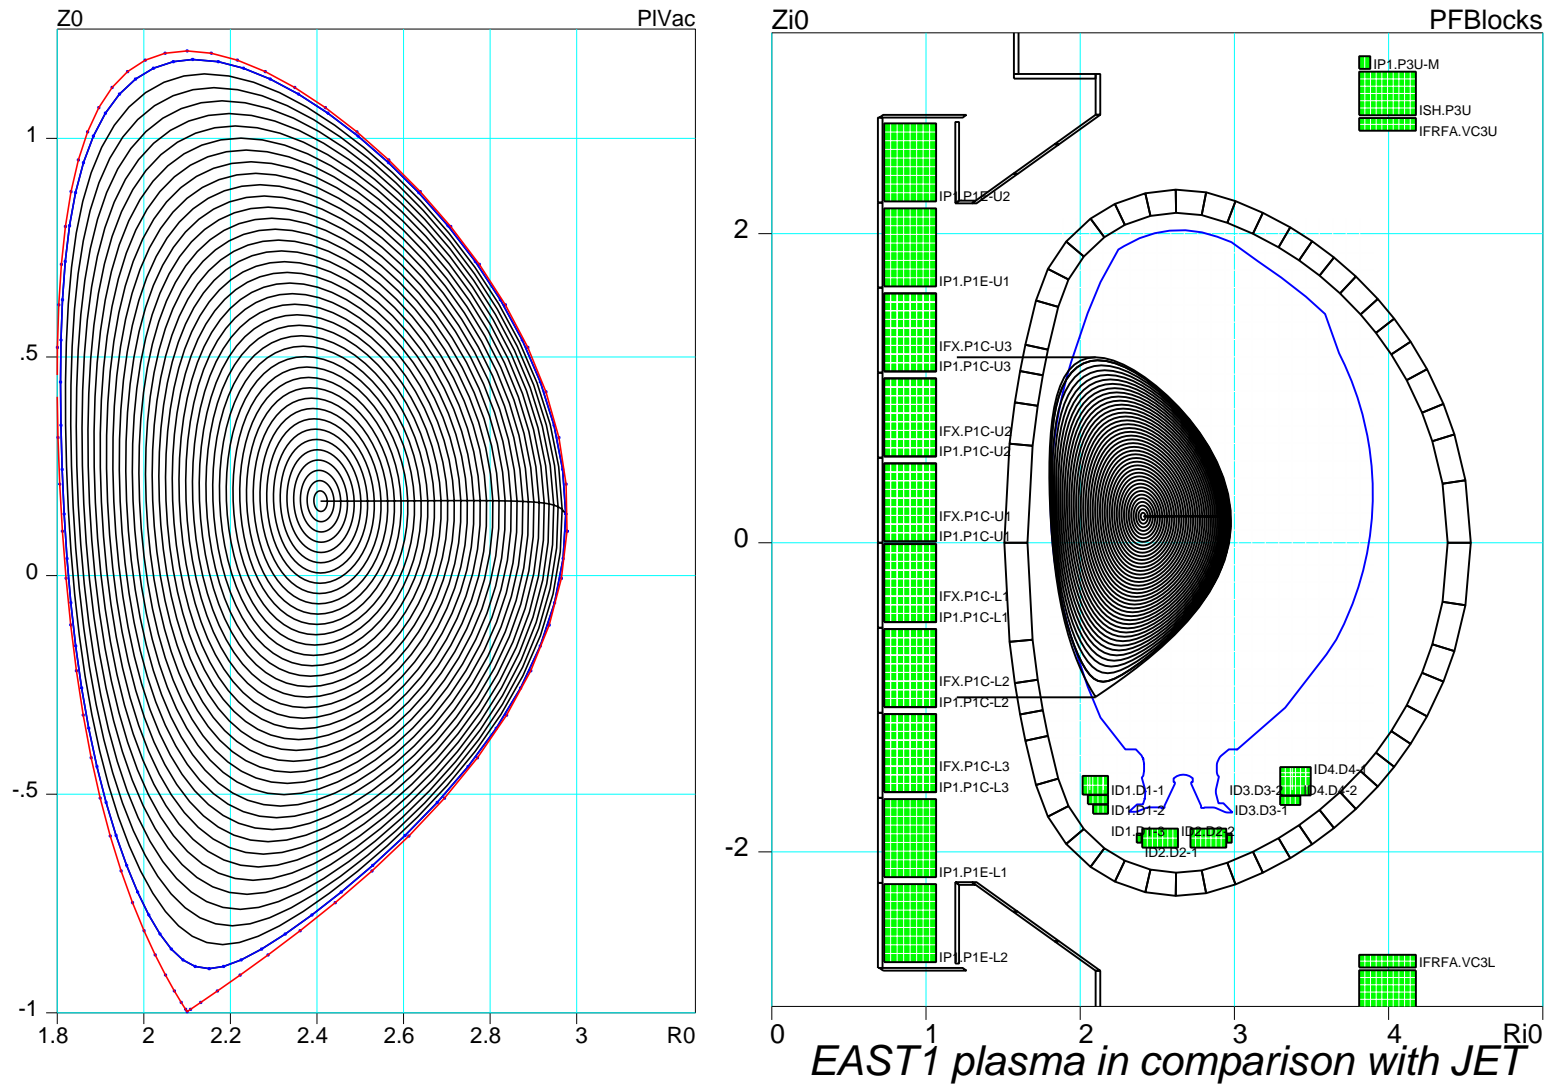 Z0 PlVac
1
.5
0
-.5
-1
1.8 2 2.2 2.4 2.6 2.8 3 R0
Zi0 PFBlocks
IP1.P3U-M
ISH.P3U
IFRFA.VC3U
IP1.P1E-U2
2
IP1.P1E-U1
IFX.P1C-U3
IP1.P1C-U3
IFX.P1C-U2
IP1.P1C-U2
IFX.P1C-U1
IP1.P1C-U1
0
IFX.P1C-L1
IP1.P1C-L1
IFX.P1C-L2
IP1.P1C-L2
IFX.P1C-L3
IP1.P1C-L3
ID4.D4-1
ID1.D1-1 ID3.D3-2 ID4.D4-2
ID1.D1-2 ID3.D3-1
ID1.D1-3 ID2.D2-2
ID2.D2-1
-2
IP1.P1E-L1
IP1.P1E-L2
IFRFA.VC3L
0 1 2 3 4 Ri0
EAST1 plasma in comparison with JET